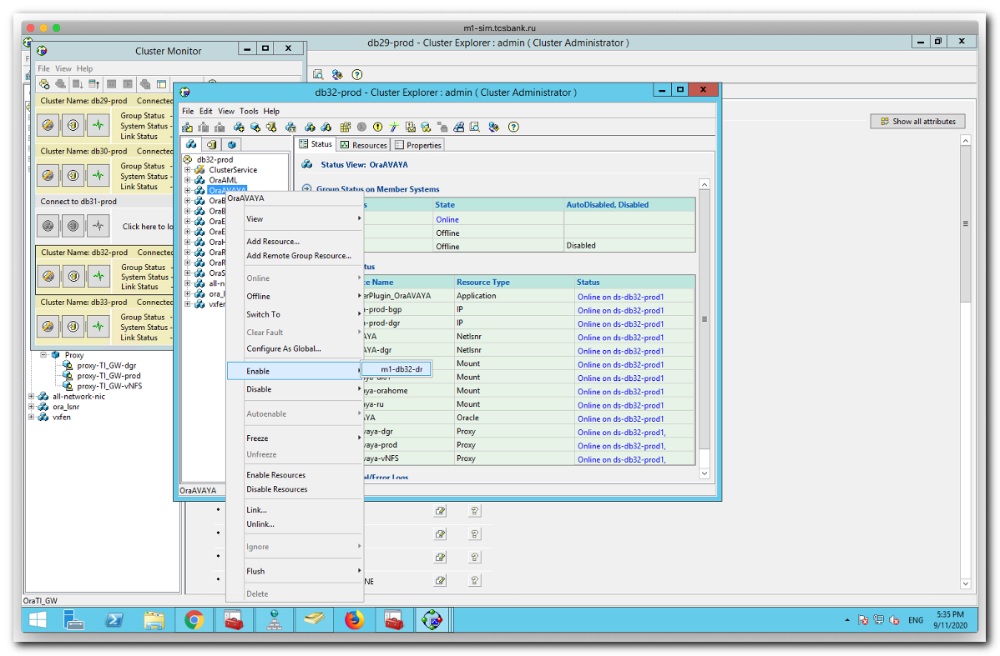 m1-sim.tcsbank.ru
db29-prod - Cluster Explorer : admin ( Cluster Administrator )
Cluster Monitor
File View Help
Cluster Name: db29-prod Connected
Group Status -
System Status -
Link Status -
Cluster Name: db30-prod Connected
Group Status -
System Status -
Link Status -
Connect to db31-prod
Click here to lo
Cluster Name: db32-prod Connected
Group Status -
System Status -
Link Status -
Cluster Name: db33-prod Connected
Group Status -
System Status -
Link Status -
Show all attributes
Proxy
proxy-TI_GW-dgr
proxy-TI_GW-prod
proxy-TI_GW-vNFS
all-network-nic
ora_lsnr
vxfen
OraTI_GW
db32-prod - Cluster Explorer : admin ( Cluster Administrator )
File Edit View Tools Help
db32-prod
ClusterService
OraAML
OraAVAYA
OraB
OraB
OraE
OraE
OraH
OraR
OraR
OraS
all-n
ora_l
vxfer
OraAVAYA
Status Resources Properties
Status View: OraAVAYA
Group Status on Member Systems
s State AutoDisabled, Disabled
Online
Offline
Offline Disabled
tus
ce Name Resource Type Status
erPlugin_OraAVAYA Application Online on ds-db32-prod1
a-prod-bgp IP Online on ds-db32-prod1
a-prod-dgr IP Online on ds-db32-prod1
AYA Netlsnr Online on ds-db32-prod1
AYA-dgr Netlsnr Online on ds-db32-prod1
Mount Online on ds-db32-prod1
Mount Online on ds-db32-prod1
vaya-orahome Mount Online on ds-db32-prod1
vaya-ru Mount Online on ds-db32-prod1
YA Oracle Online on ds-db32-prod1
vaya-dgr Proxy Online on ds-db32-prod1,
vaya-prod Proxy Online on ds-db32-prod1,
vaya-vNFS Proxy Online on ds-db32-prod1,
al/Error Logs
OraAVAYA
View
Add Resource...
Add Remote Group Resource...
Online
Offline
Switch To
Clear Fault
Configure As Global...
Enable
m1-db32-dr
Disable
Autoenable
Freeze
Unfreeze
Enable Resources
Disable Resources
Link...
Unlink...
Ignore
Flush
Delete
NE
ENG
5:35 PM
9/11/2020